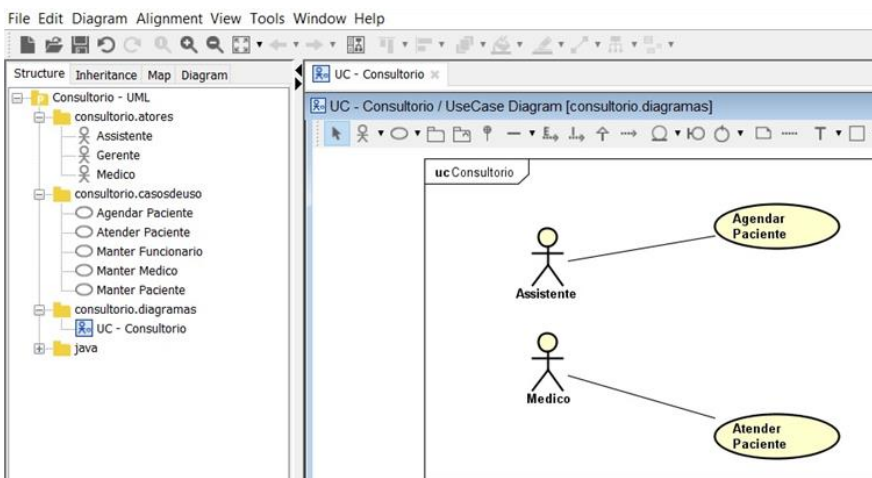 File Edit Diagram Alignment View Tools Window Help
Structure Inheritance Map Diagram
Consultorio - UML
consultorio.atores
Assistente
Gerente
Medico
consultorio.casosdeuso
Agendar Paciente
Atender Paciente
Manter Funcionario
Manter Medico
Manter Paciente
consultorio.diagramas
UC - Consultorio
java
UC - Consultorio
UC - Consultorio / UseCase Diagram [consultorio.diagramas]
T
uc Consultorio
Agendar
Paciente
Assistente
Medico
Atender
Paciente